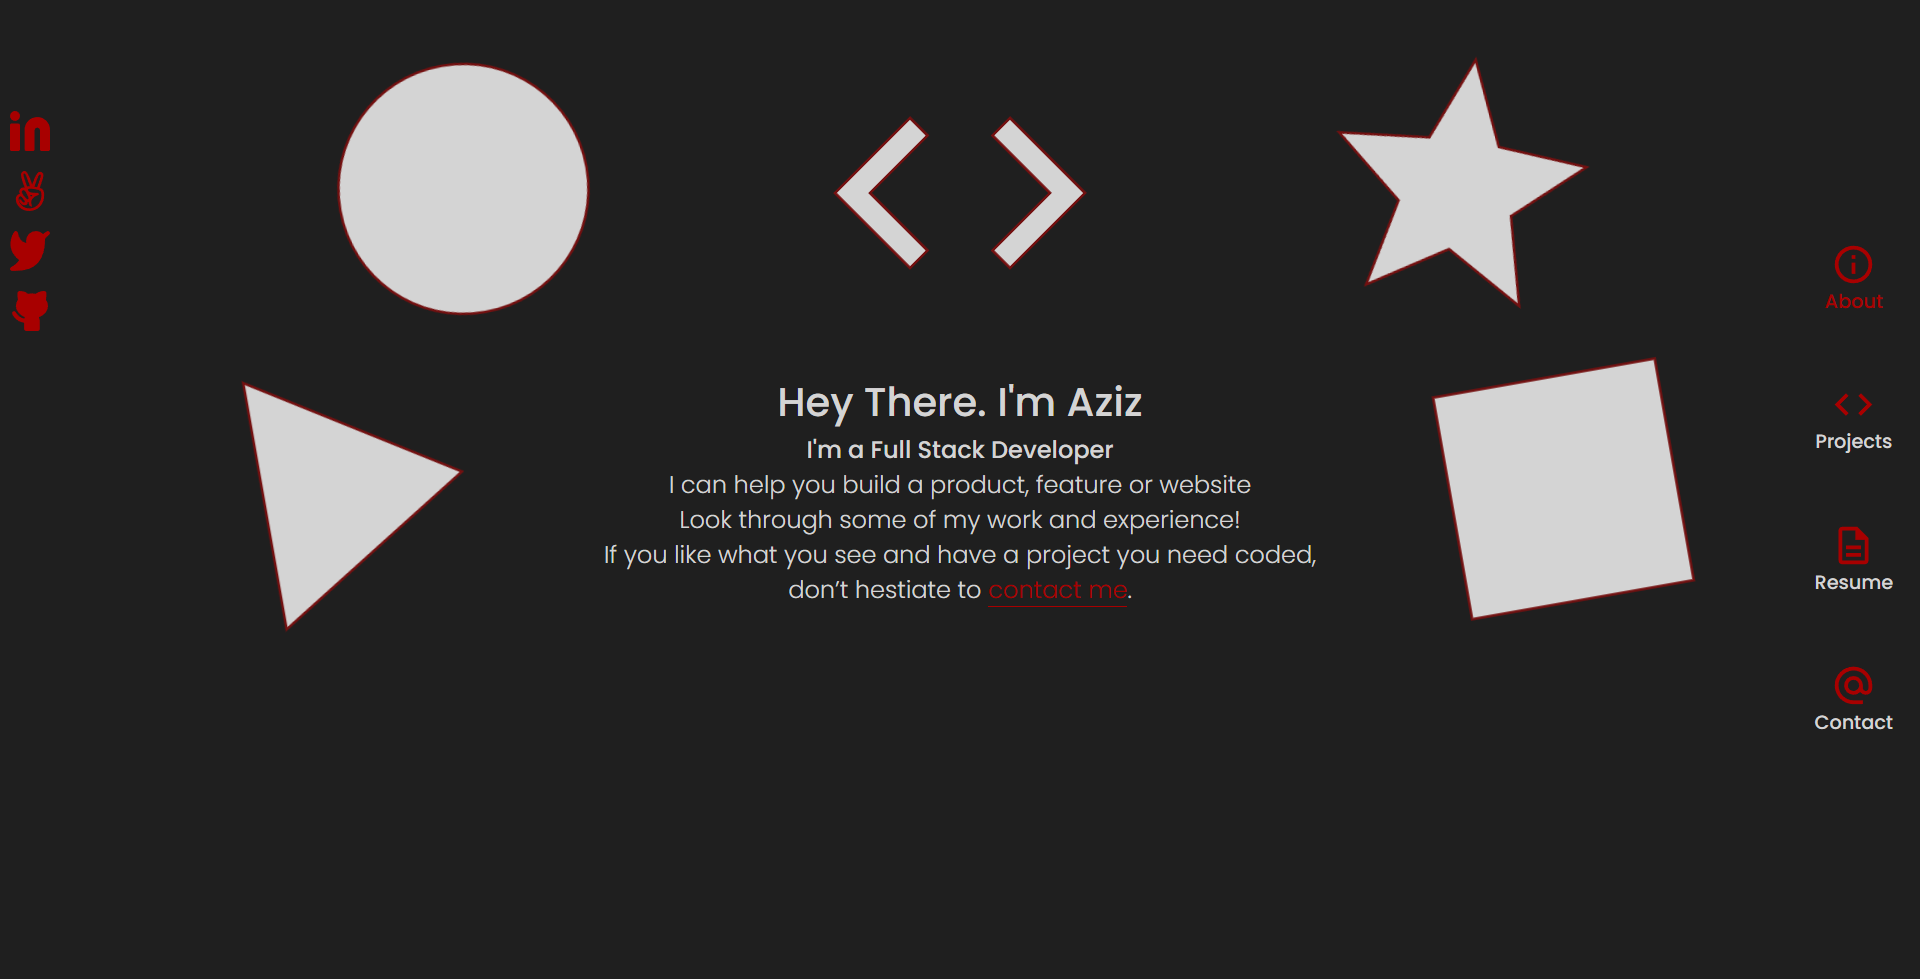 Hey There. I'm Aziz
I'm a Full Stack Developer
I can help you build a product, feature or website
Look through some of my work and experience!
If you like what you see and have a project you need coded,
don’t hestiate to contact me.
About
Projects
Resume
Contact